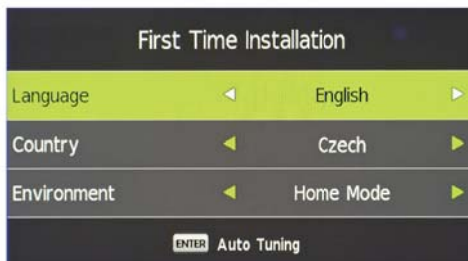 First Time Installation
Language English
Country Czech
Environment Home Mode
ENTER Auto Tuning